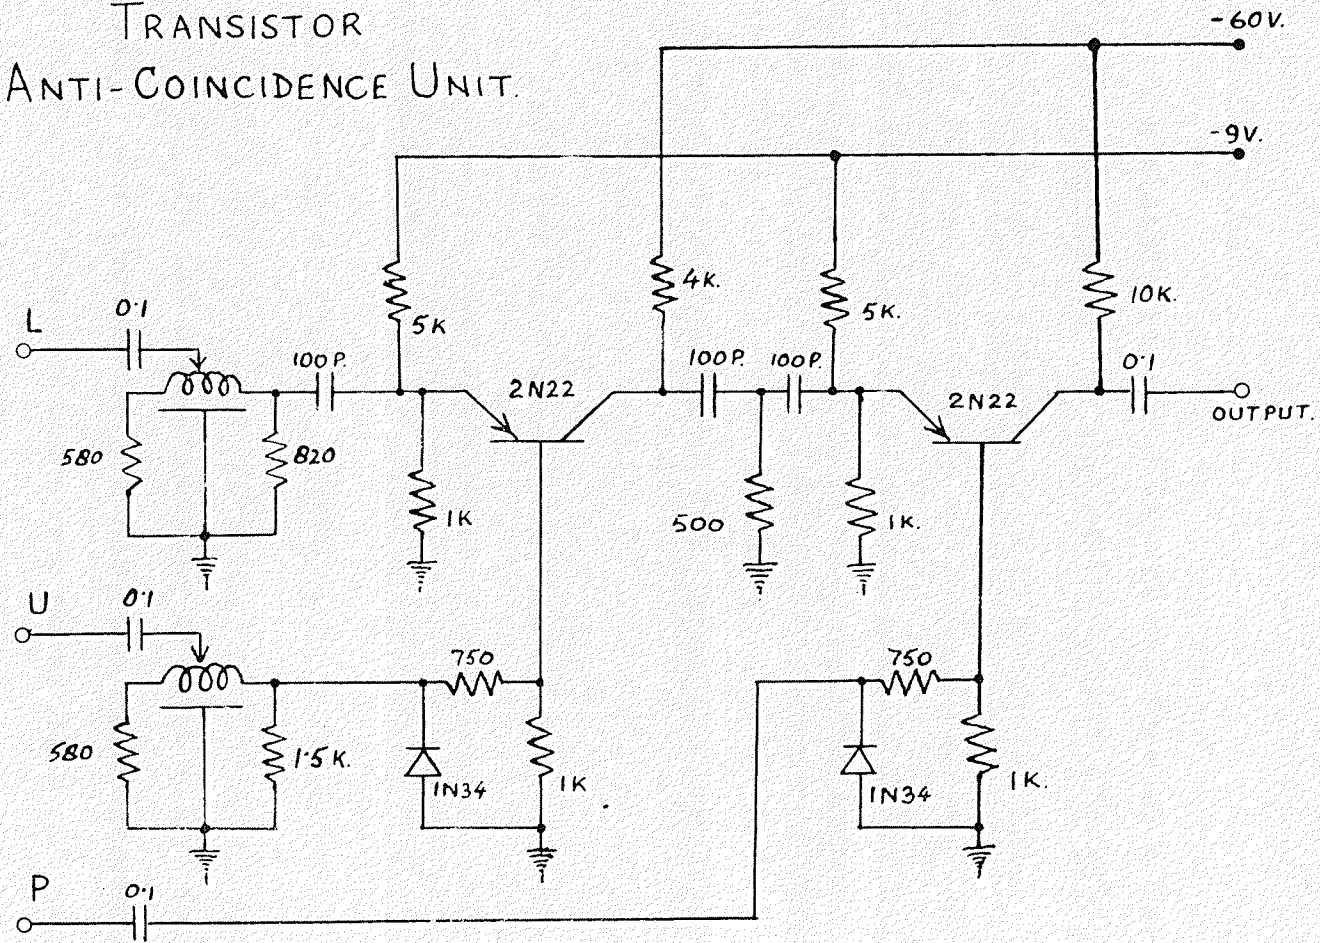 TRANSISTOR
ANTI-COINCIDENCE UNIT.
-60V.
-9V.
4K.
5K.
10K.
5K
L
0·1
100P.
2N22
100P.
100P.
2N22
0·1
OUTPUT.
580
820
1K
500
1K.
U
0·1
750
750
580
1·5K.
1N34
1K
1N34
1K.
P
0·1